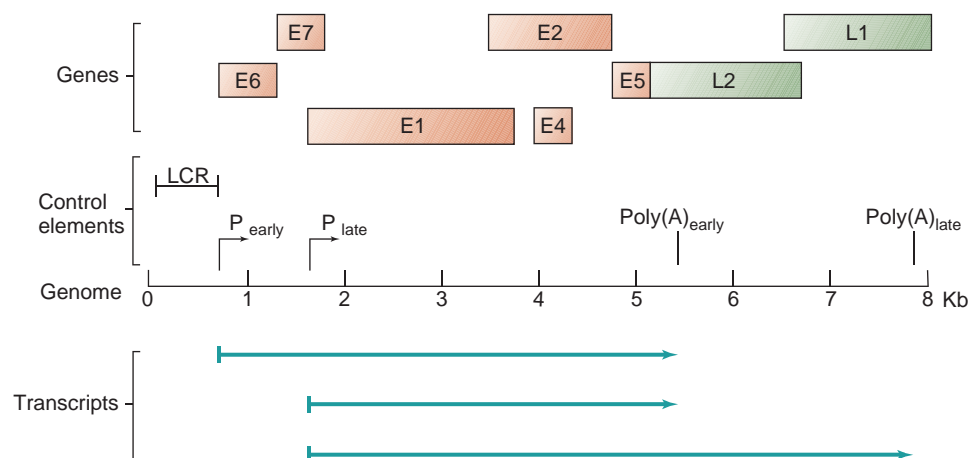 E7 E2 L1
Genes
E6 E5 L2
E1 E4
LCR
Control
elements
P early P late Poly(A)early Poly(A)late
Genome
0 1 2 3 4 5 6 7 8 Kb
Transcripts